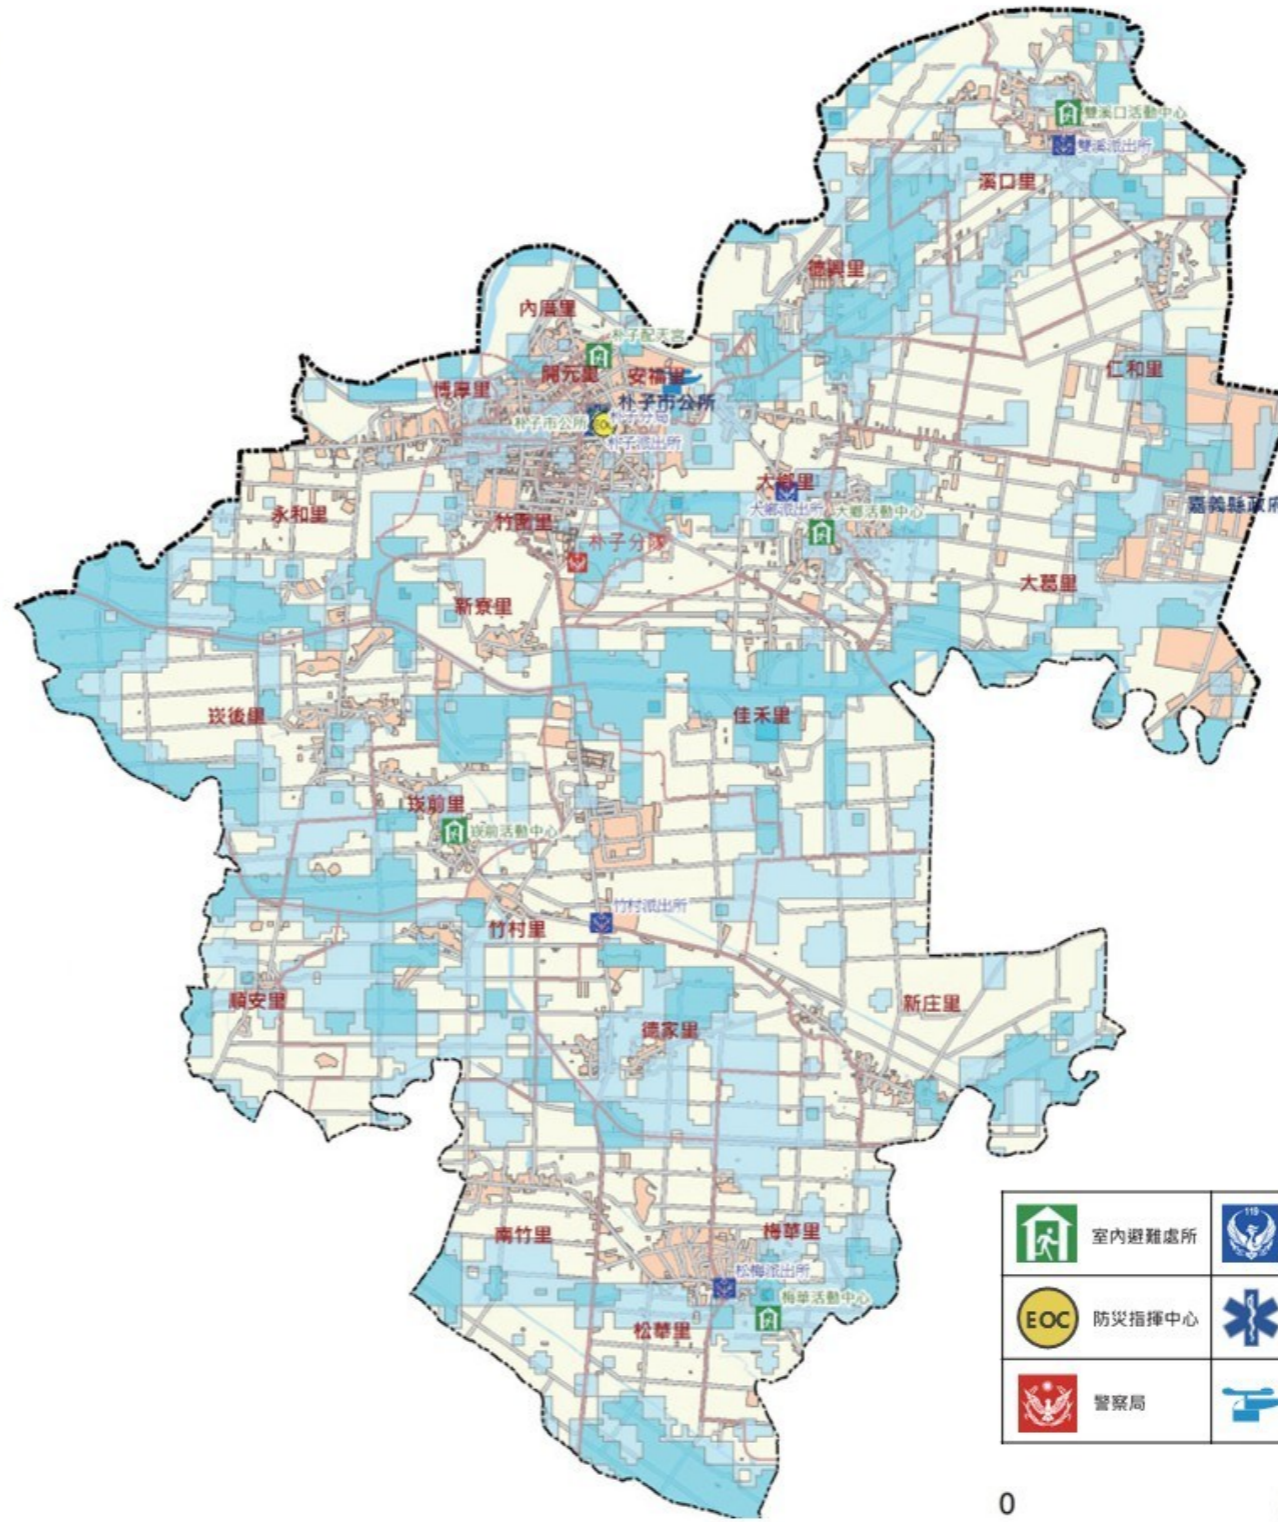 雙溪口活動中心
雙溪派出所
溪口里
德興里
內厝里
朴子配天宮
開元里
安福里
仁和里
博厚里
朴子市公所
朴子市公所
朴子分局
朴子派出所
大鄉里
大鄉派出所
大鄉活動中心
嘉義縣政府
永和里
竹圍里
朴子分隊
大葛里
新寮里
崁後里
佳禾里
崁前里
崁前活動中心
竹村派出所
竹村里
順安里
新庄里
德家里
南竹里
梅華里
松梅派出所
梅華活動中心
松華里
室內避難處所
119
EOC
防災指揮中心
警察局
0